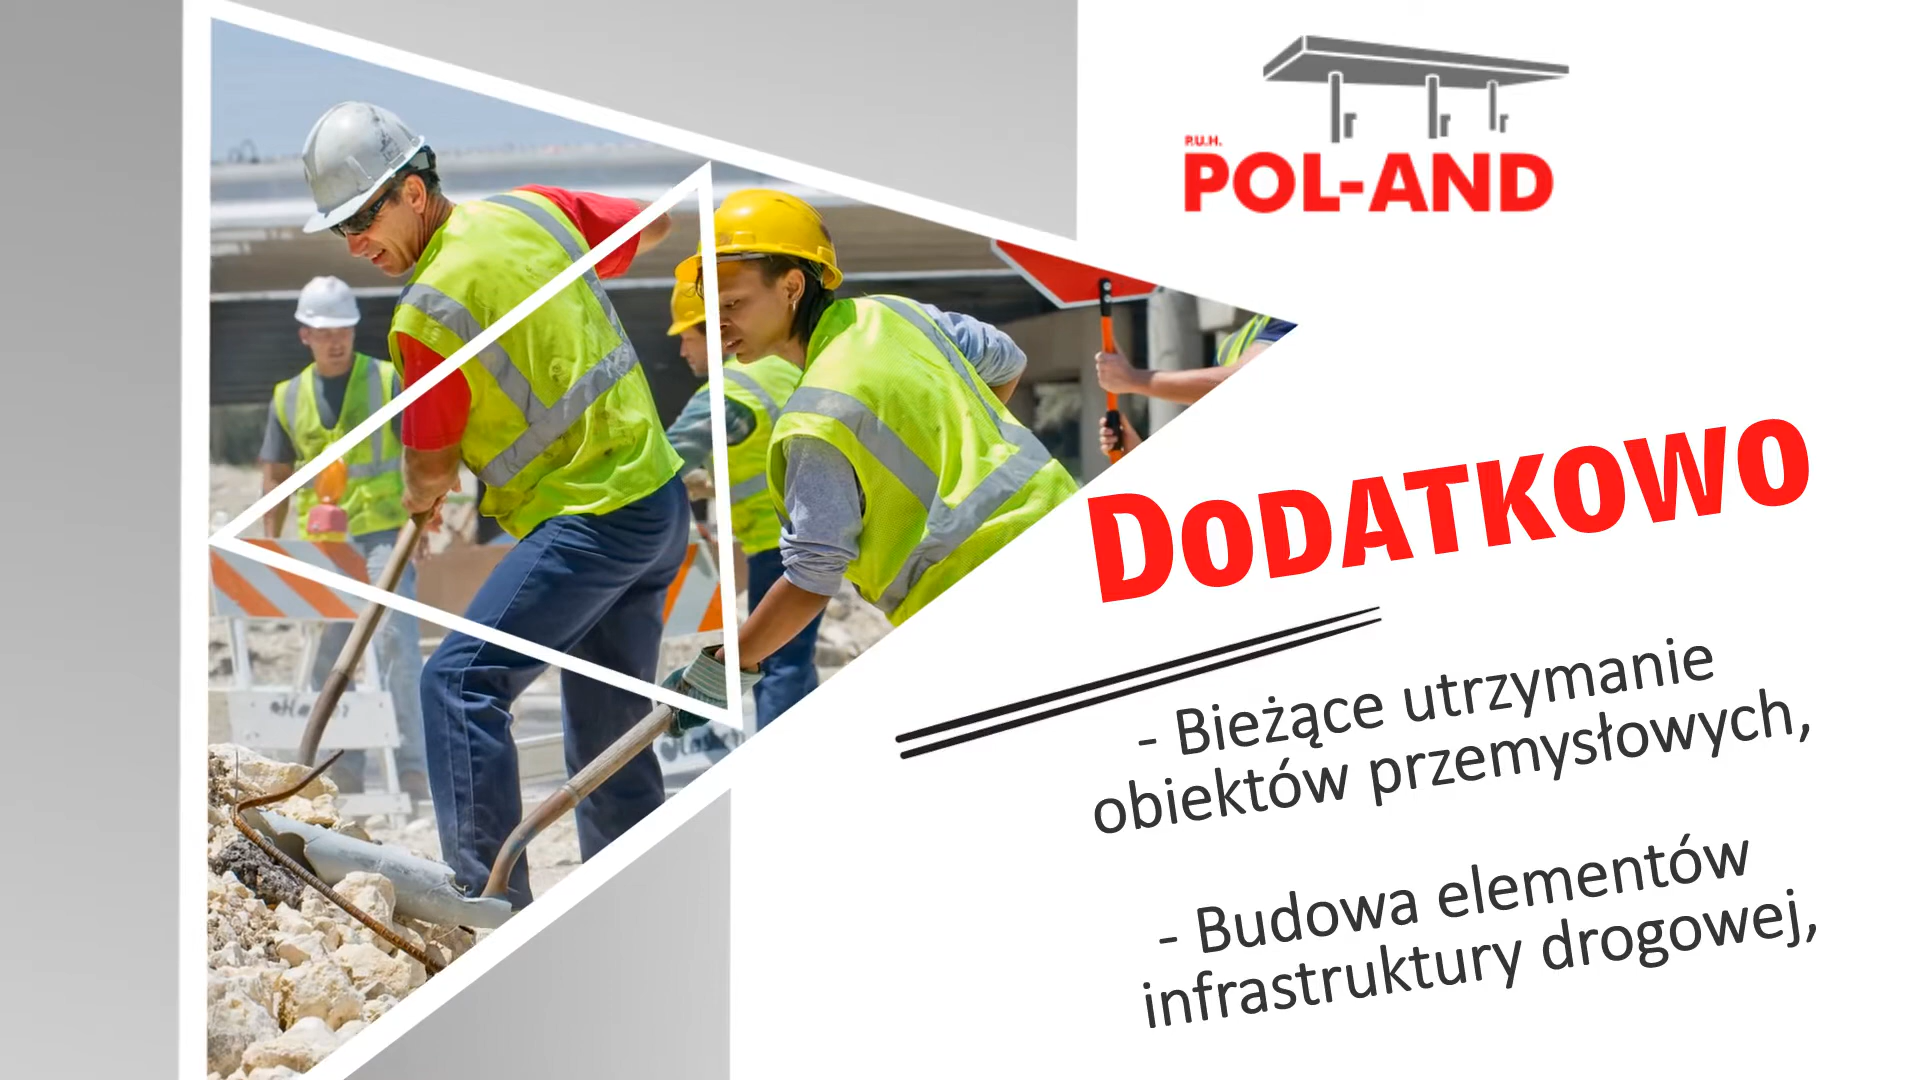 P.U.H.
POL-AND
DODATKOWO
- Bieżące utrzymanie
obiektów przemysłowych,
- Budowa elementów
infrastruktury drogowej,